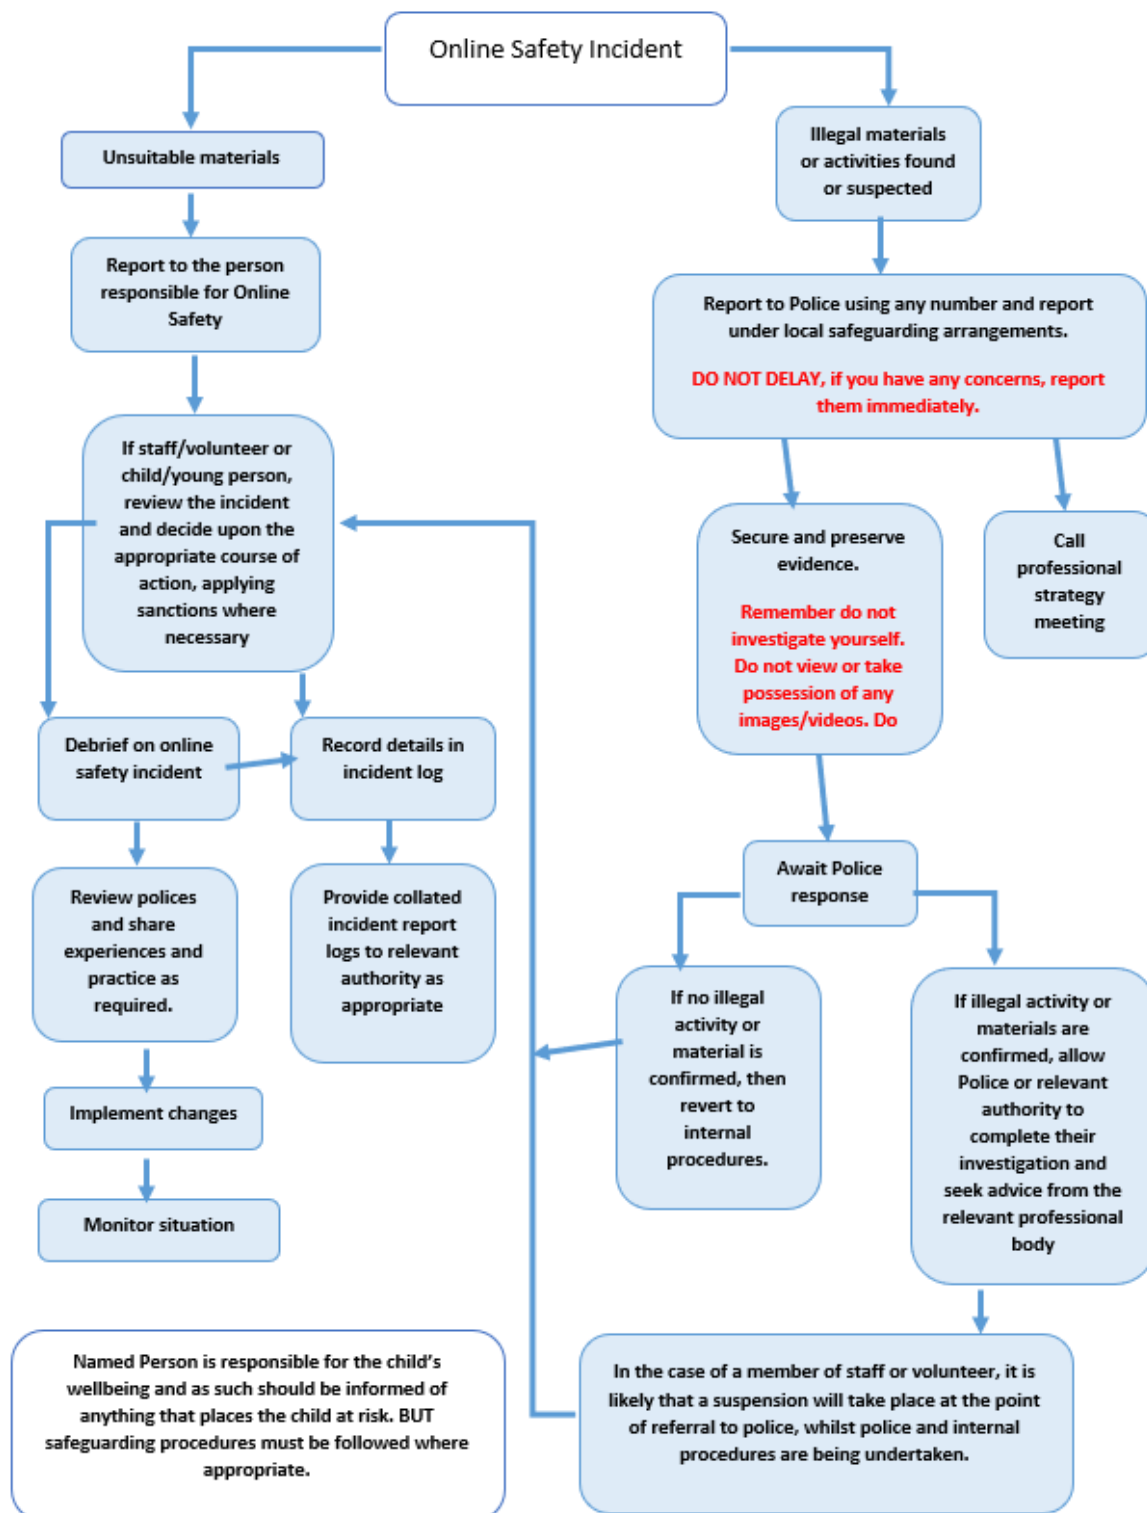 Online Safety Incident
Unsuitable materials
Report to the person
responsible for Online
Safety
If staff/volunteer or
child/young person,
review the incident
and decide upon the
appropriate course of
action, applying
sanctions where
necessary
Debrief on online
safety incident
Record details in
incident log
Review polices
and share
experiences and
practice as
required.
Provide collated
incident report
logs to relevant
authority as
appropriate
Implement changes
Monitor situation
Illegal materials
or activities found
or suspected
Report to Police using any number and report
under local safeguarding arrangements.
DO NOT DELAY, if you have any concerns, report
them immediately.
Secure and preserve
evidence.
Remember do not
investigate yourself.
Do not view or take
possession of any
images/videos. Do
Call
professional
strategy
meeting
Await Police
response
If no illegal
activity or
material is
confirmed, then
revert to
internal
procedures.
If illegal activity or
materials are
confirmed, allow
Police or relevant
authority to
complete their
investigation and
seek advice from the
relevant professional
body
In the case of a member of staff or volunteer, it is
likely that a suspension will take place at the point
of referral to police, whilst police and internal
procedures are being undertaken.
Named Person is responsible for the child’s
wellbeing and as such should be informed of
anything that places the child at risk. BUT
safeguarding procedures must be followed where
appropriate.